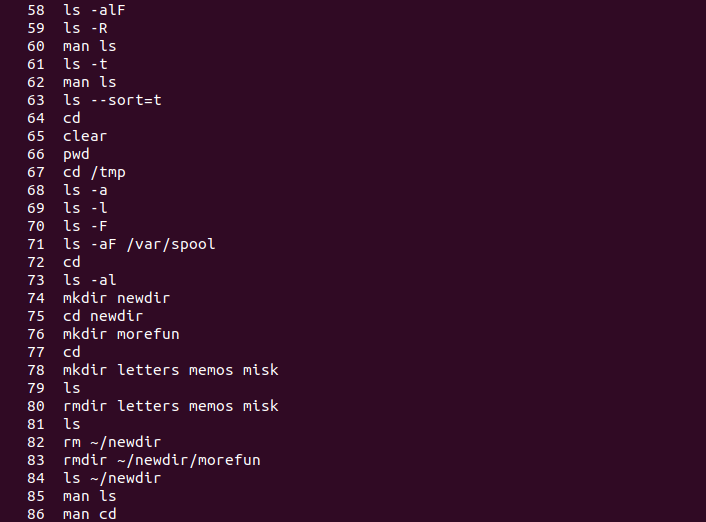 58 ls -alF
59 ls -R
60 man ls
61 ls -t
62 man ls
63 ls --sort=t
64 cd
65 clear
66 pwd
67 cd /tmp
68 ls -a
69 ls -l
70 ls -F
71 ls -aF /var/spool
72 cd
73 ls -al
74 mkdir newdir
75 cd newdir
76 mkdir morefun
77 cd
78 mkdir letters memos misk
79 ls
80 rmdir letters memos misk
81 ls
82 rm ~/newdir
83 rmdir ~/newdir/morefun
84 ls ~/newdir
85 man ls
86 man cd